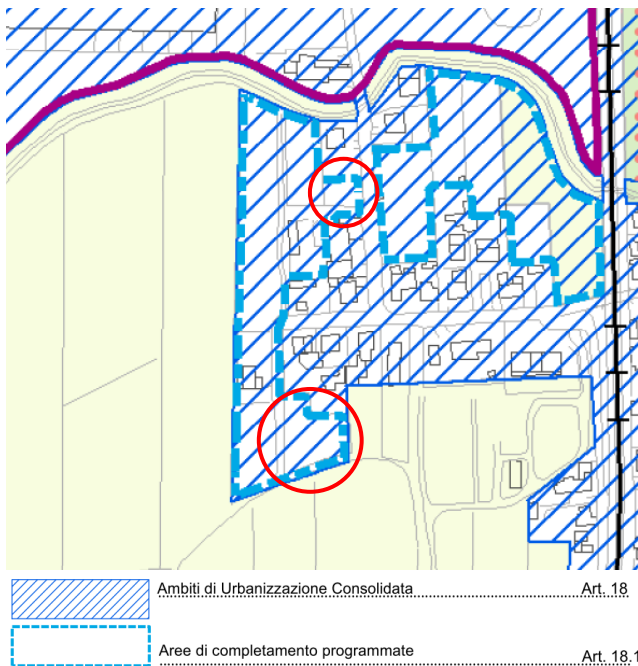 Ambiti di Urbanizzazione Consolidata Art. 18
Aree di completamento programmate Art. 18.1